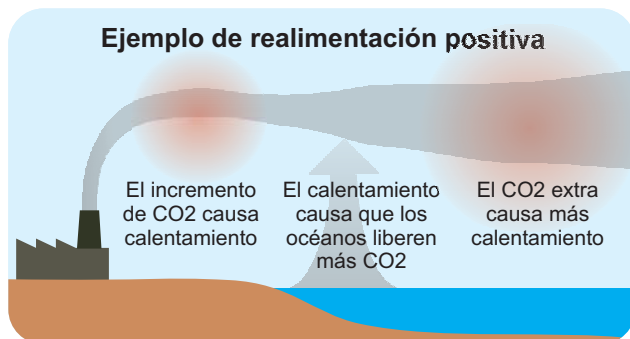 Ejemplo de realimentación positiva
El incremento
de CO2 causa
calentamiento
El calentamiento
causa que los
océanos liberen
más CO2
El CO2 extra
causa más
calentamiento